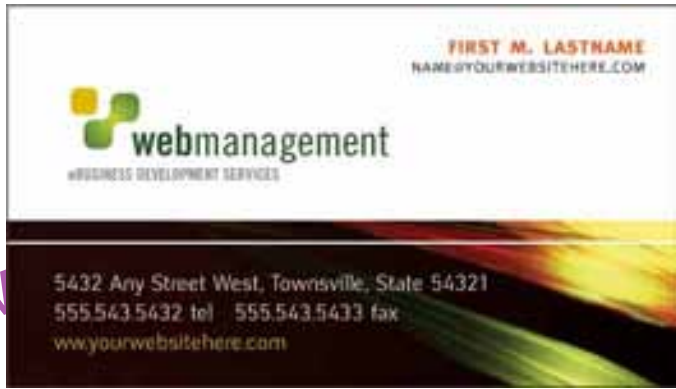 FIRST M. LASTNAME
NAME@YOURWEBSITEHERE.COM
webmanagement
eBUSINESS DEVELOPMENT SERVICES
5432 Any Street West, Townsville, State 54321
555.543.5432 tel 555.543.5433 fax
ww.yourwebsitehere.com